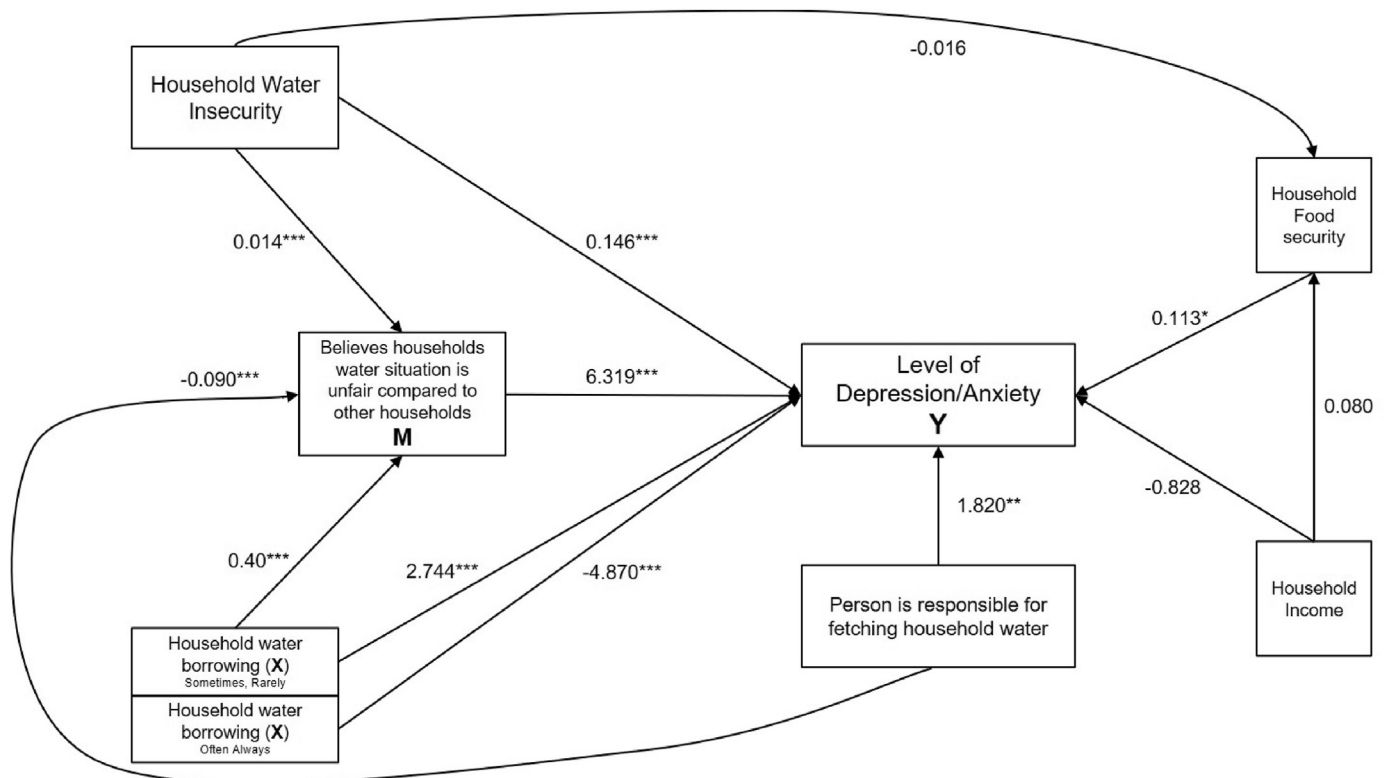 -0.016
Household Water
Insecurity
Household
Food
security
0.014***
0.146***
0.113*
Believes households
water situation is
unfair compared to
other households
M
-0.090***
6.319***
Level of
Depression/Anxiety
Y
0.080
-0.828
1.820**
0.40***
2.744***
-4.870***
Person is responsible for
fetching household water
Household
Income
Household water
borrowing (X)
Sometimes, Rarely
Household water
borrowing (X)
Often Always